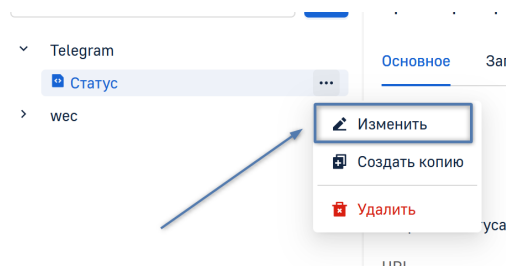 Telegram
Основное
Статус
wec
Изменить
Создать копию
Удалить